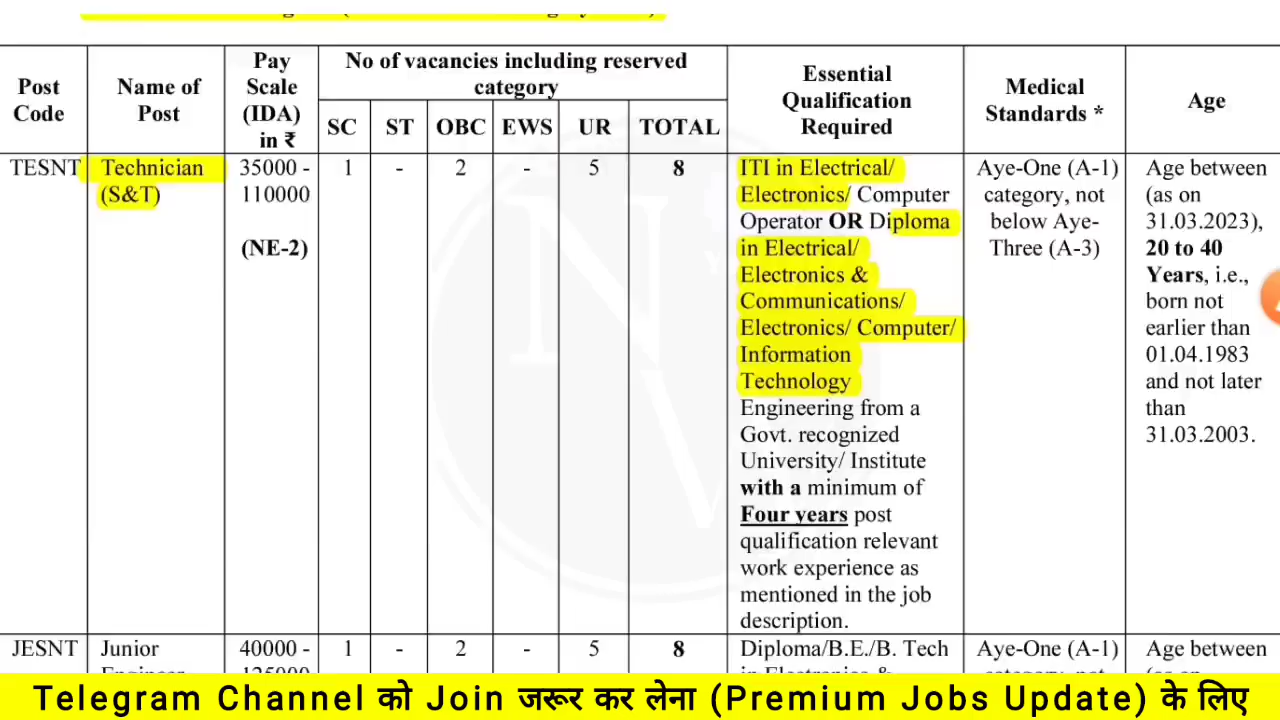 Post Code
Name of Post
Pay Scale (IDA) in ₹
No of vacancies including reserved category
SC ST OBC EWS UR TOTAL
Essential Qualification Required
Medical Standards *
Age
TESNT
Technician
(S&T)
35000 -
110000
(NE-2)
1 - 2 - 5 8
ITI in Electrical/
Electronics/ Computer
Operator OR Diploma
in Electrical/
Electronics &
Communications/
Electronics/ Computer/
Information
Technology
Engineering from a
Govt. recognized
University/ Institute
with a minimum of
Four years post
qualification relevant
work experience as
mentioned in the job
description.
Aye-One (A-1)
category, not
below Aye-
Three (A-3)
Age between
(as on
31.03.2023),
20 to 40
Years, i.e.,
born not
earlier than
01.04.1983
and not later
than
31.03.2003.
JESNT
Junior
40000 -
1 - 2 - 5 8
Diploma/B.E./B. Tech
Aye-One (A-1)
Age between
Telegram Channel को Join जरूर कर लेना (Premium Jobs Update) के लिए